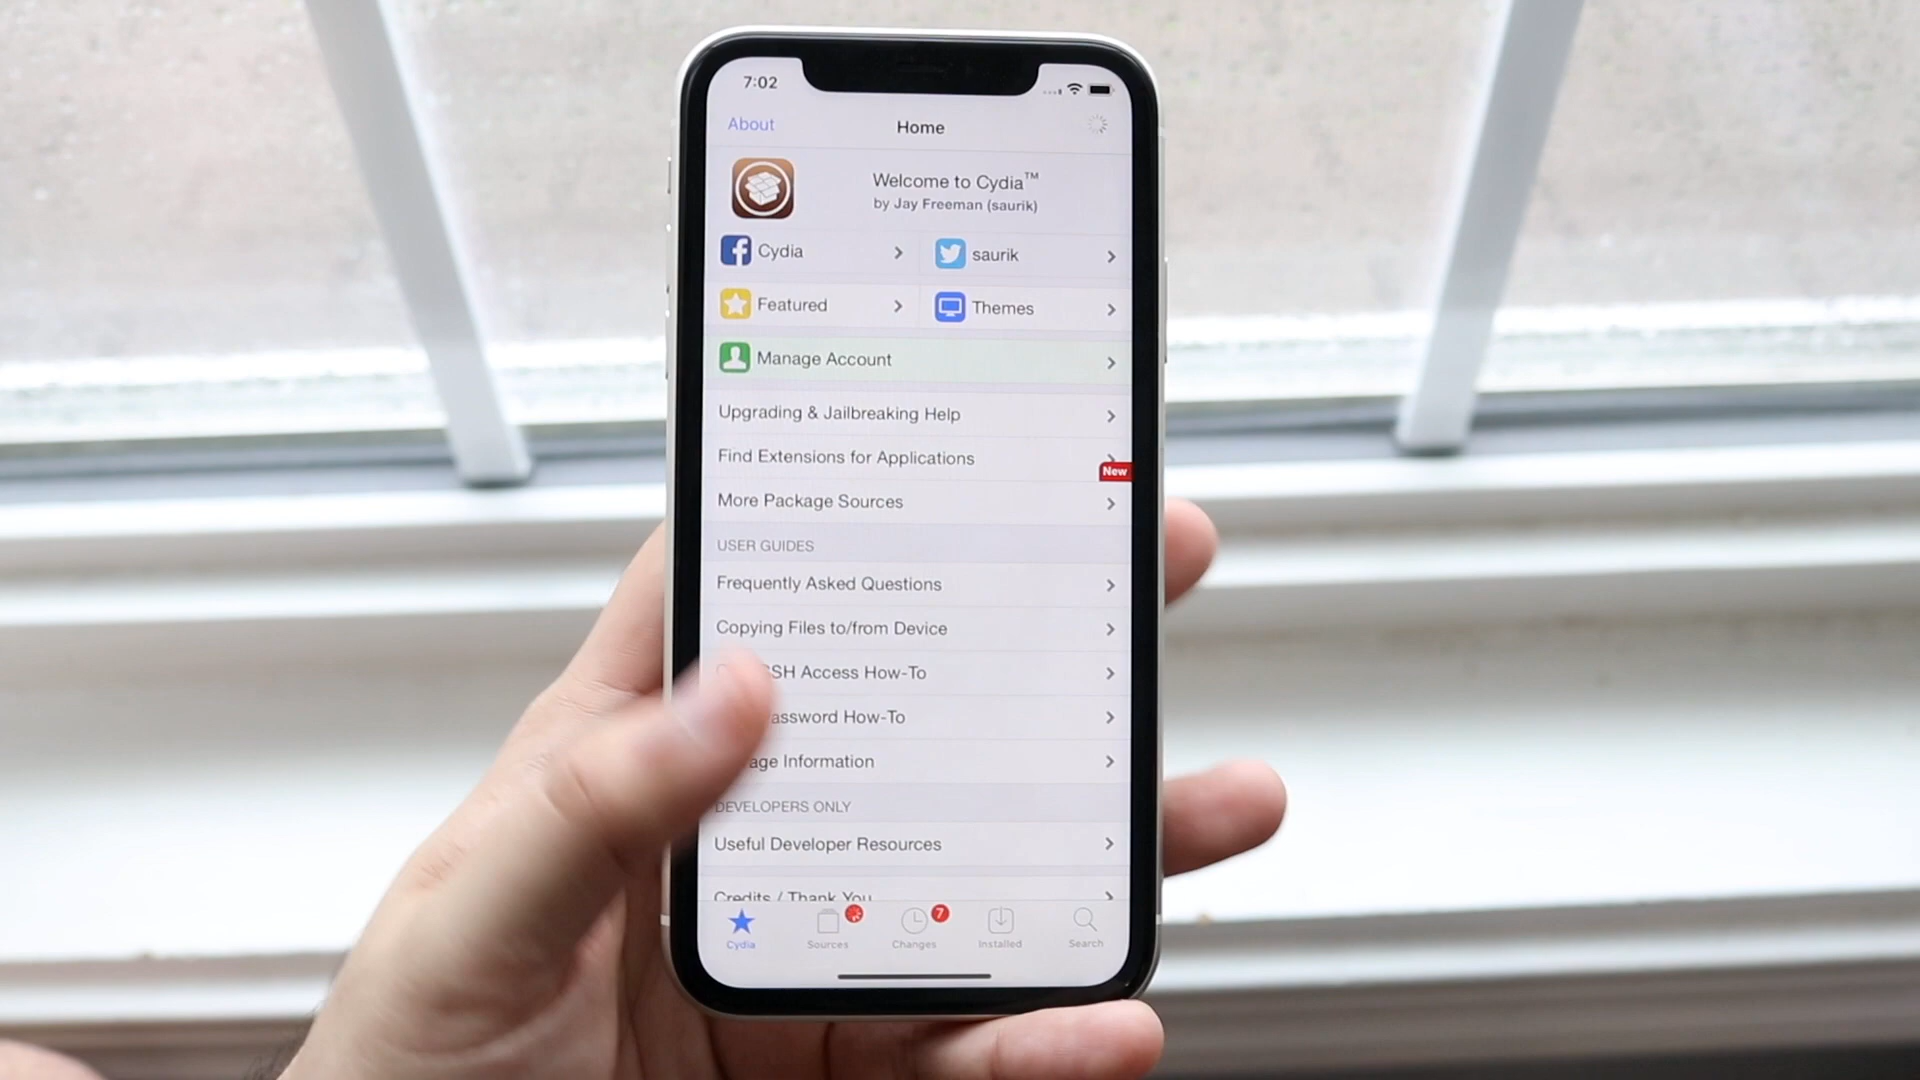 7:02
About
Home
Welcome to Cydia™
by Jay Freeman (saurik)
Cydia
saurik
Featured
Themes
Manage Account
Upgrading & Jailbreaking Help
Find Extensions for Applications
New
More Package Sources
USER GUIDES
Frequently Asked Questions
Copying Files to/from Device
SH Access How-To
assword How-To
age Information
DEVELOPERS ONLY
Useful Developer Resources
Credits / Thank You
7
Cydia
Sources
Changes
Installed
Search